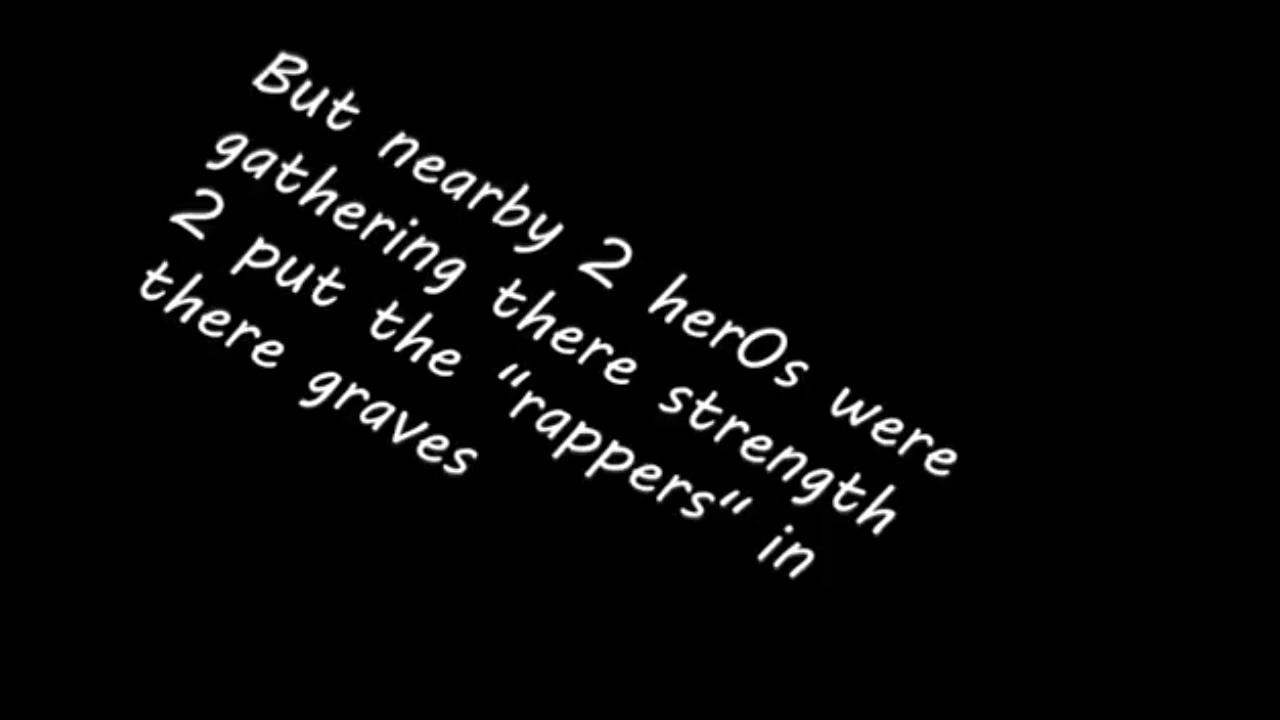 But nearby 2 herOs were
gathering there strength
2 put the "rappers" in
there graves